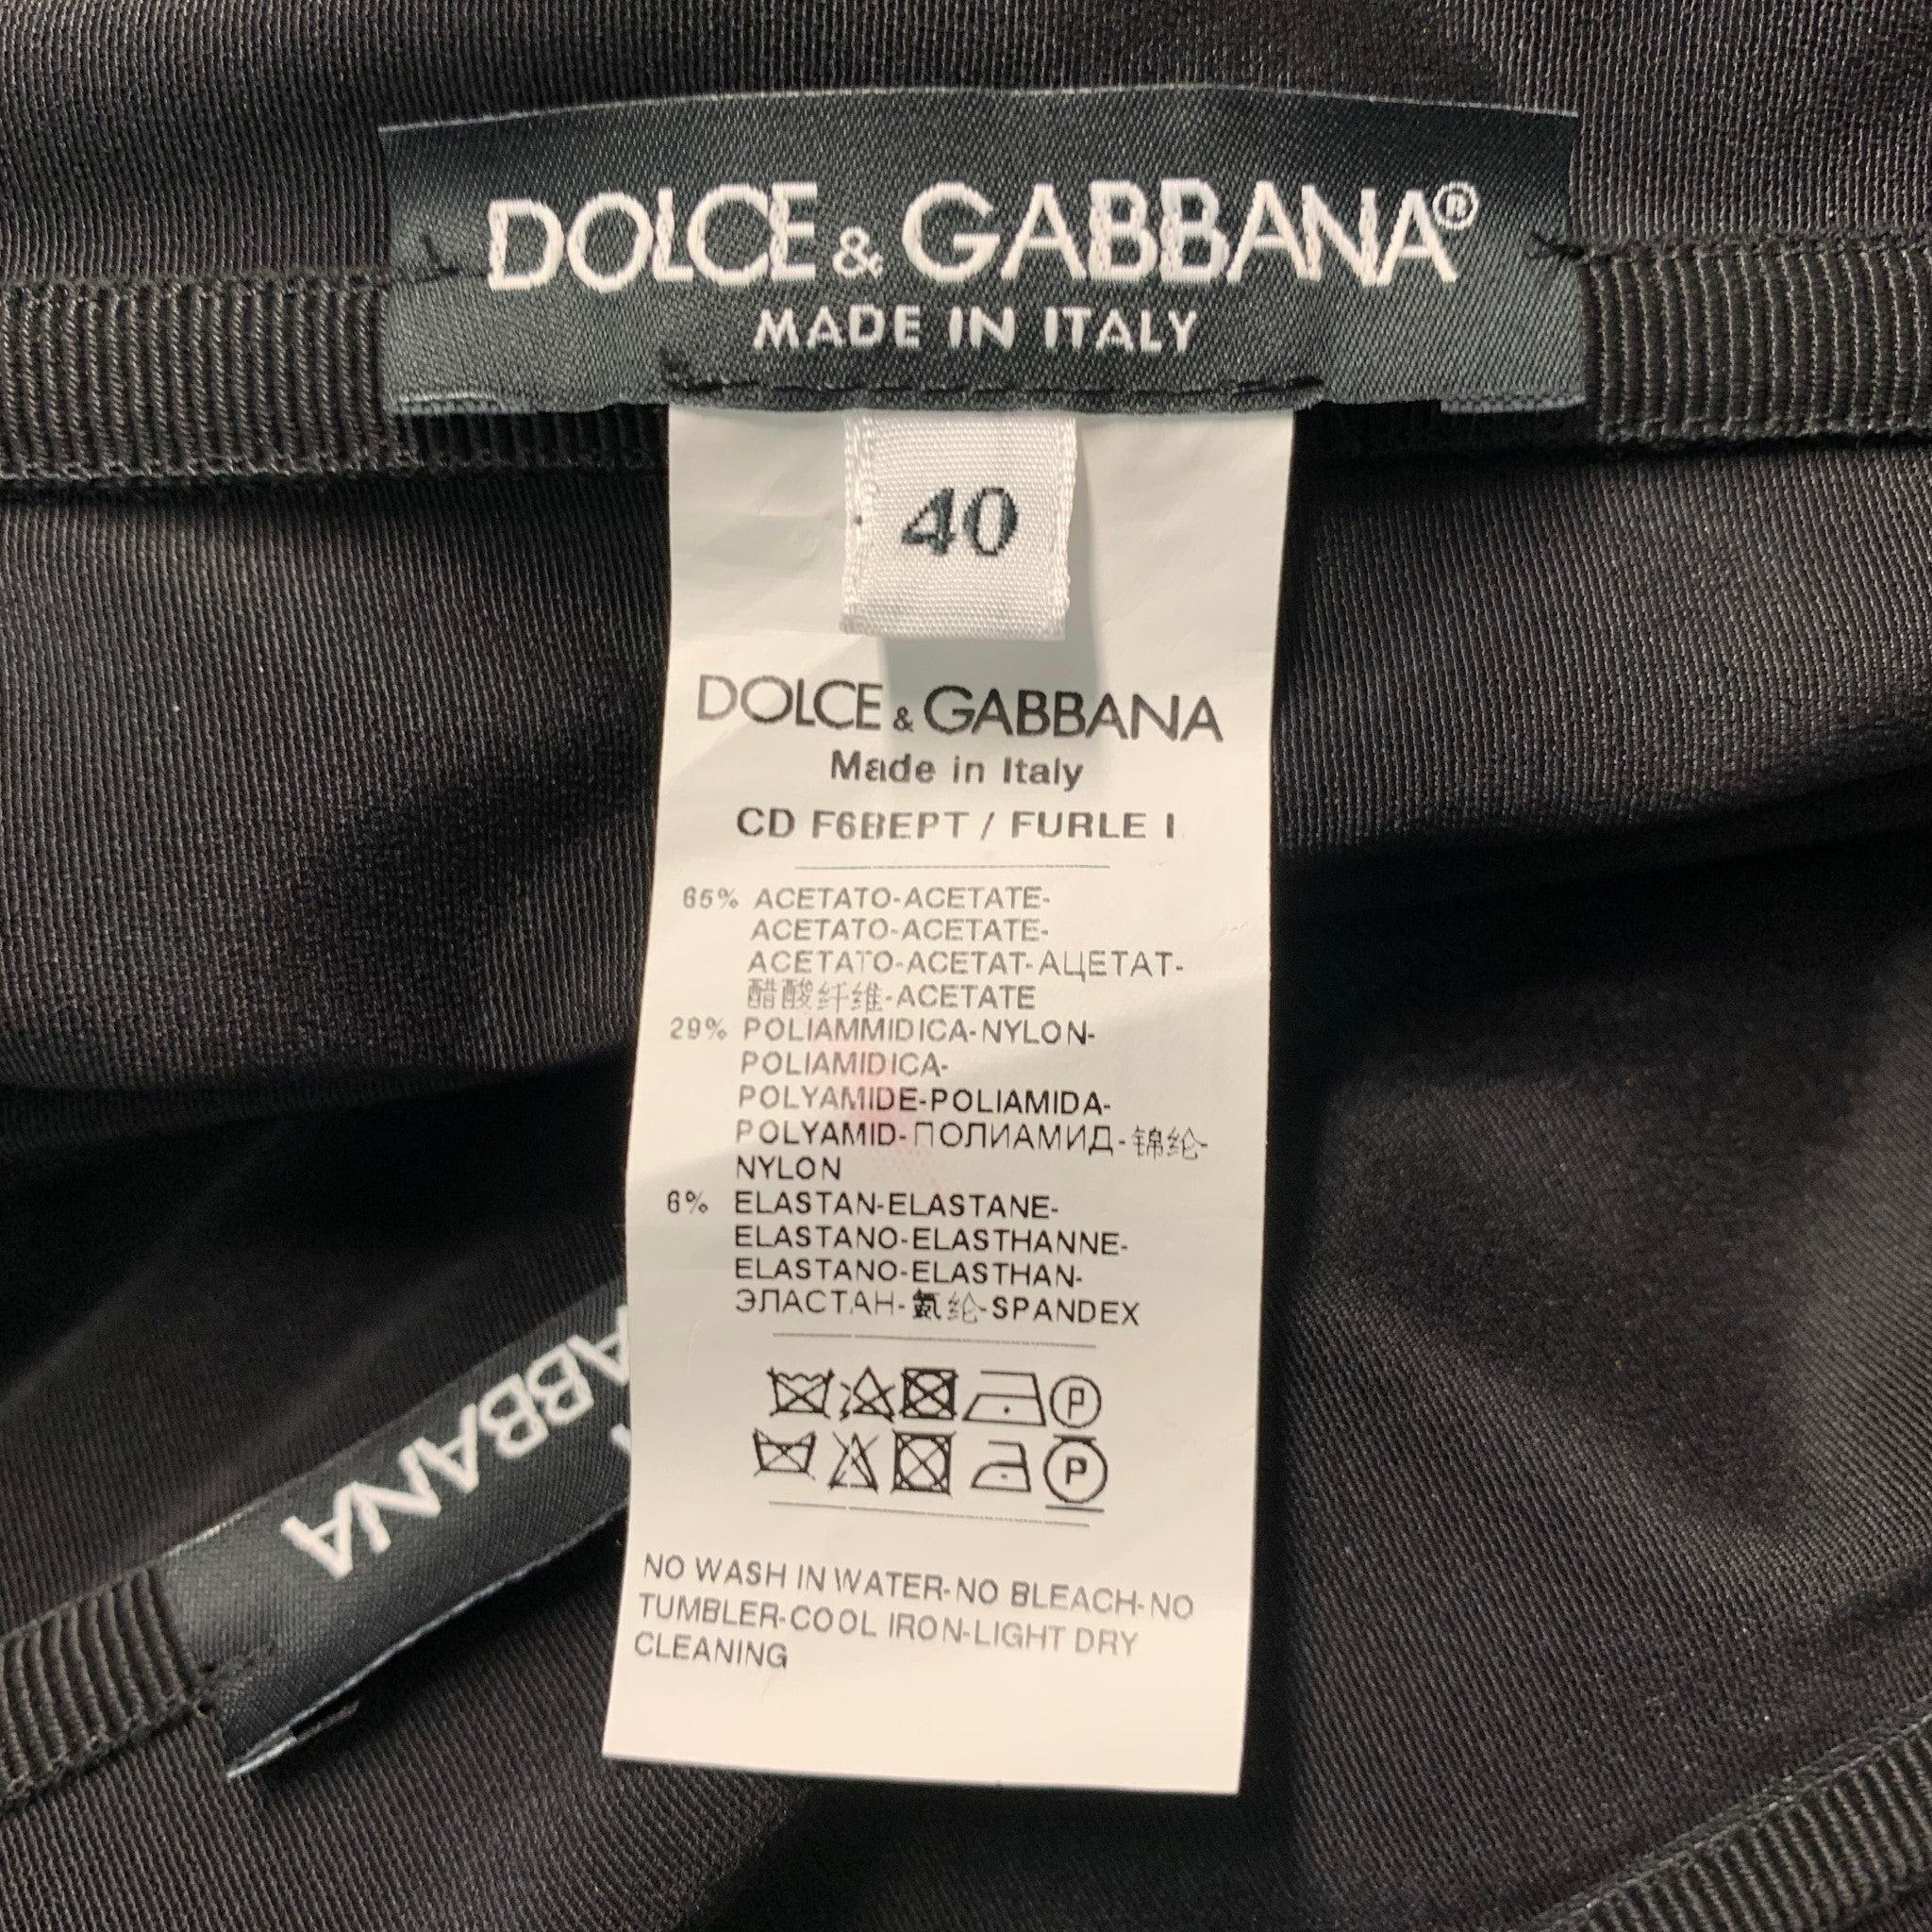 DOLCE & GABBANA®
MADE IN ITALY
40
DOLCE & GABBANA
Made in Italy
CD F6BEPT / FURLE I
65% ACETATO-ACETATE-
ACETATO-ACETATE-
ACETATO-ACETAT-АЦЕТАТ-
醋酸纤维-ACETATE
29% POLIAMMIDICA-NYLON-
POLIAMIDICA-
POLYAMIDE-POLIAMIDA-
POLYAMID-ПОЛИАМИД-锦纶-
NYLON
6% ELASTAN-ELASTANE-
ELASTANO-ELASTHANNE-
ELASTANO-ELASTHAN-
ЭЛАСТАН-氨纶-SPANDEX
P
P
NO WASH IN WATER-NO BLEACH-NO
TUMBLER-COOL IRON-LIGHT DRY
CLEANING
ABBANA